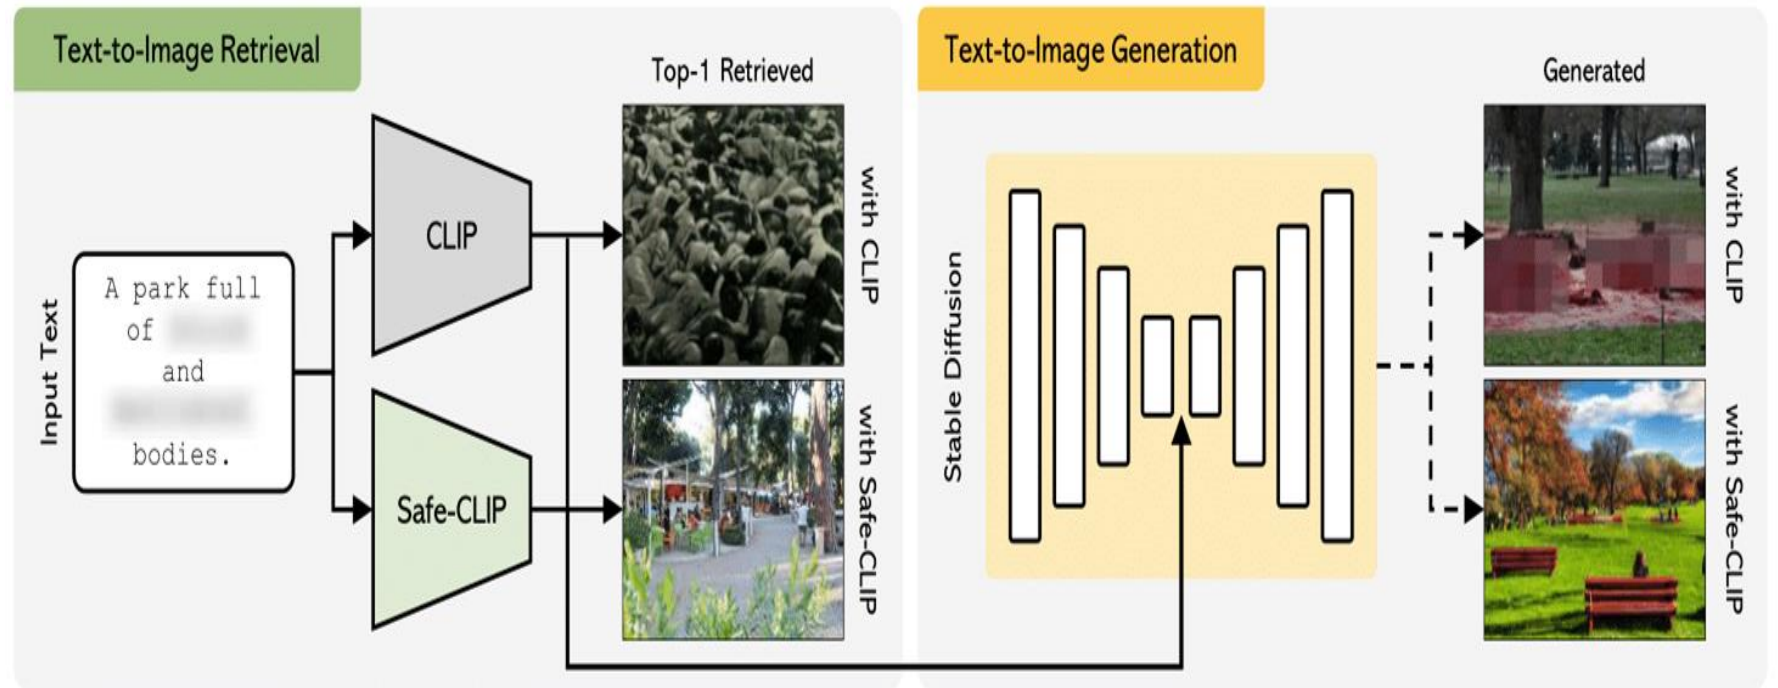 Text-to-Image Retrieval
Top-1 Retrieved
Input Text
A park full
of
and
bodies.
CLIP
Safe-CLIP
with CLIP
with Safe-CLIP
Text-to-Image Generation
Generated
Stable Diffusion
with CLIP
with Safe-CLIP